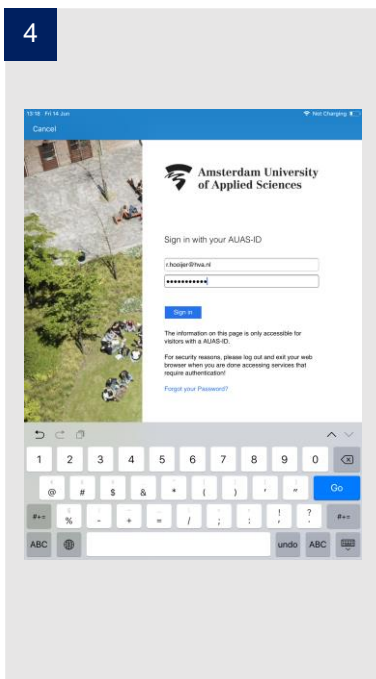 4
13:18 Fri 14 Jun
Not Charging
Cancel
Amsterdam University
of Applied Sciences
Sign in with your AUAS-ID
r.hooijer@hva.nl
•••••••••••
Sign in
The information on this page is only accessible for
visitors with a AUAS-ID.
For security reasons, please log out and exit your web
browser when you are done accessing services that
require authentication!
Forgot your Password?
1 2 3 4 5 6 7 8 9 0
@ # $ & * ( ) ' " Go
#+= % - + = / ; : ! , ? . #+=
ABC undo ABC